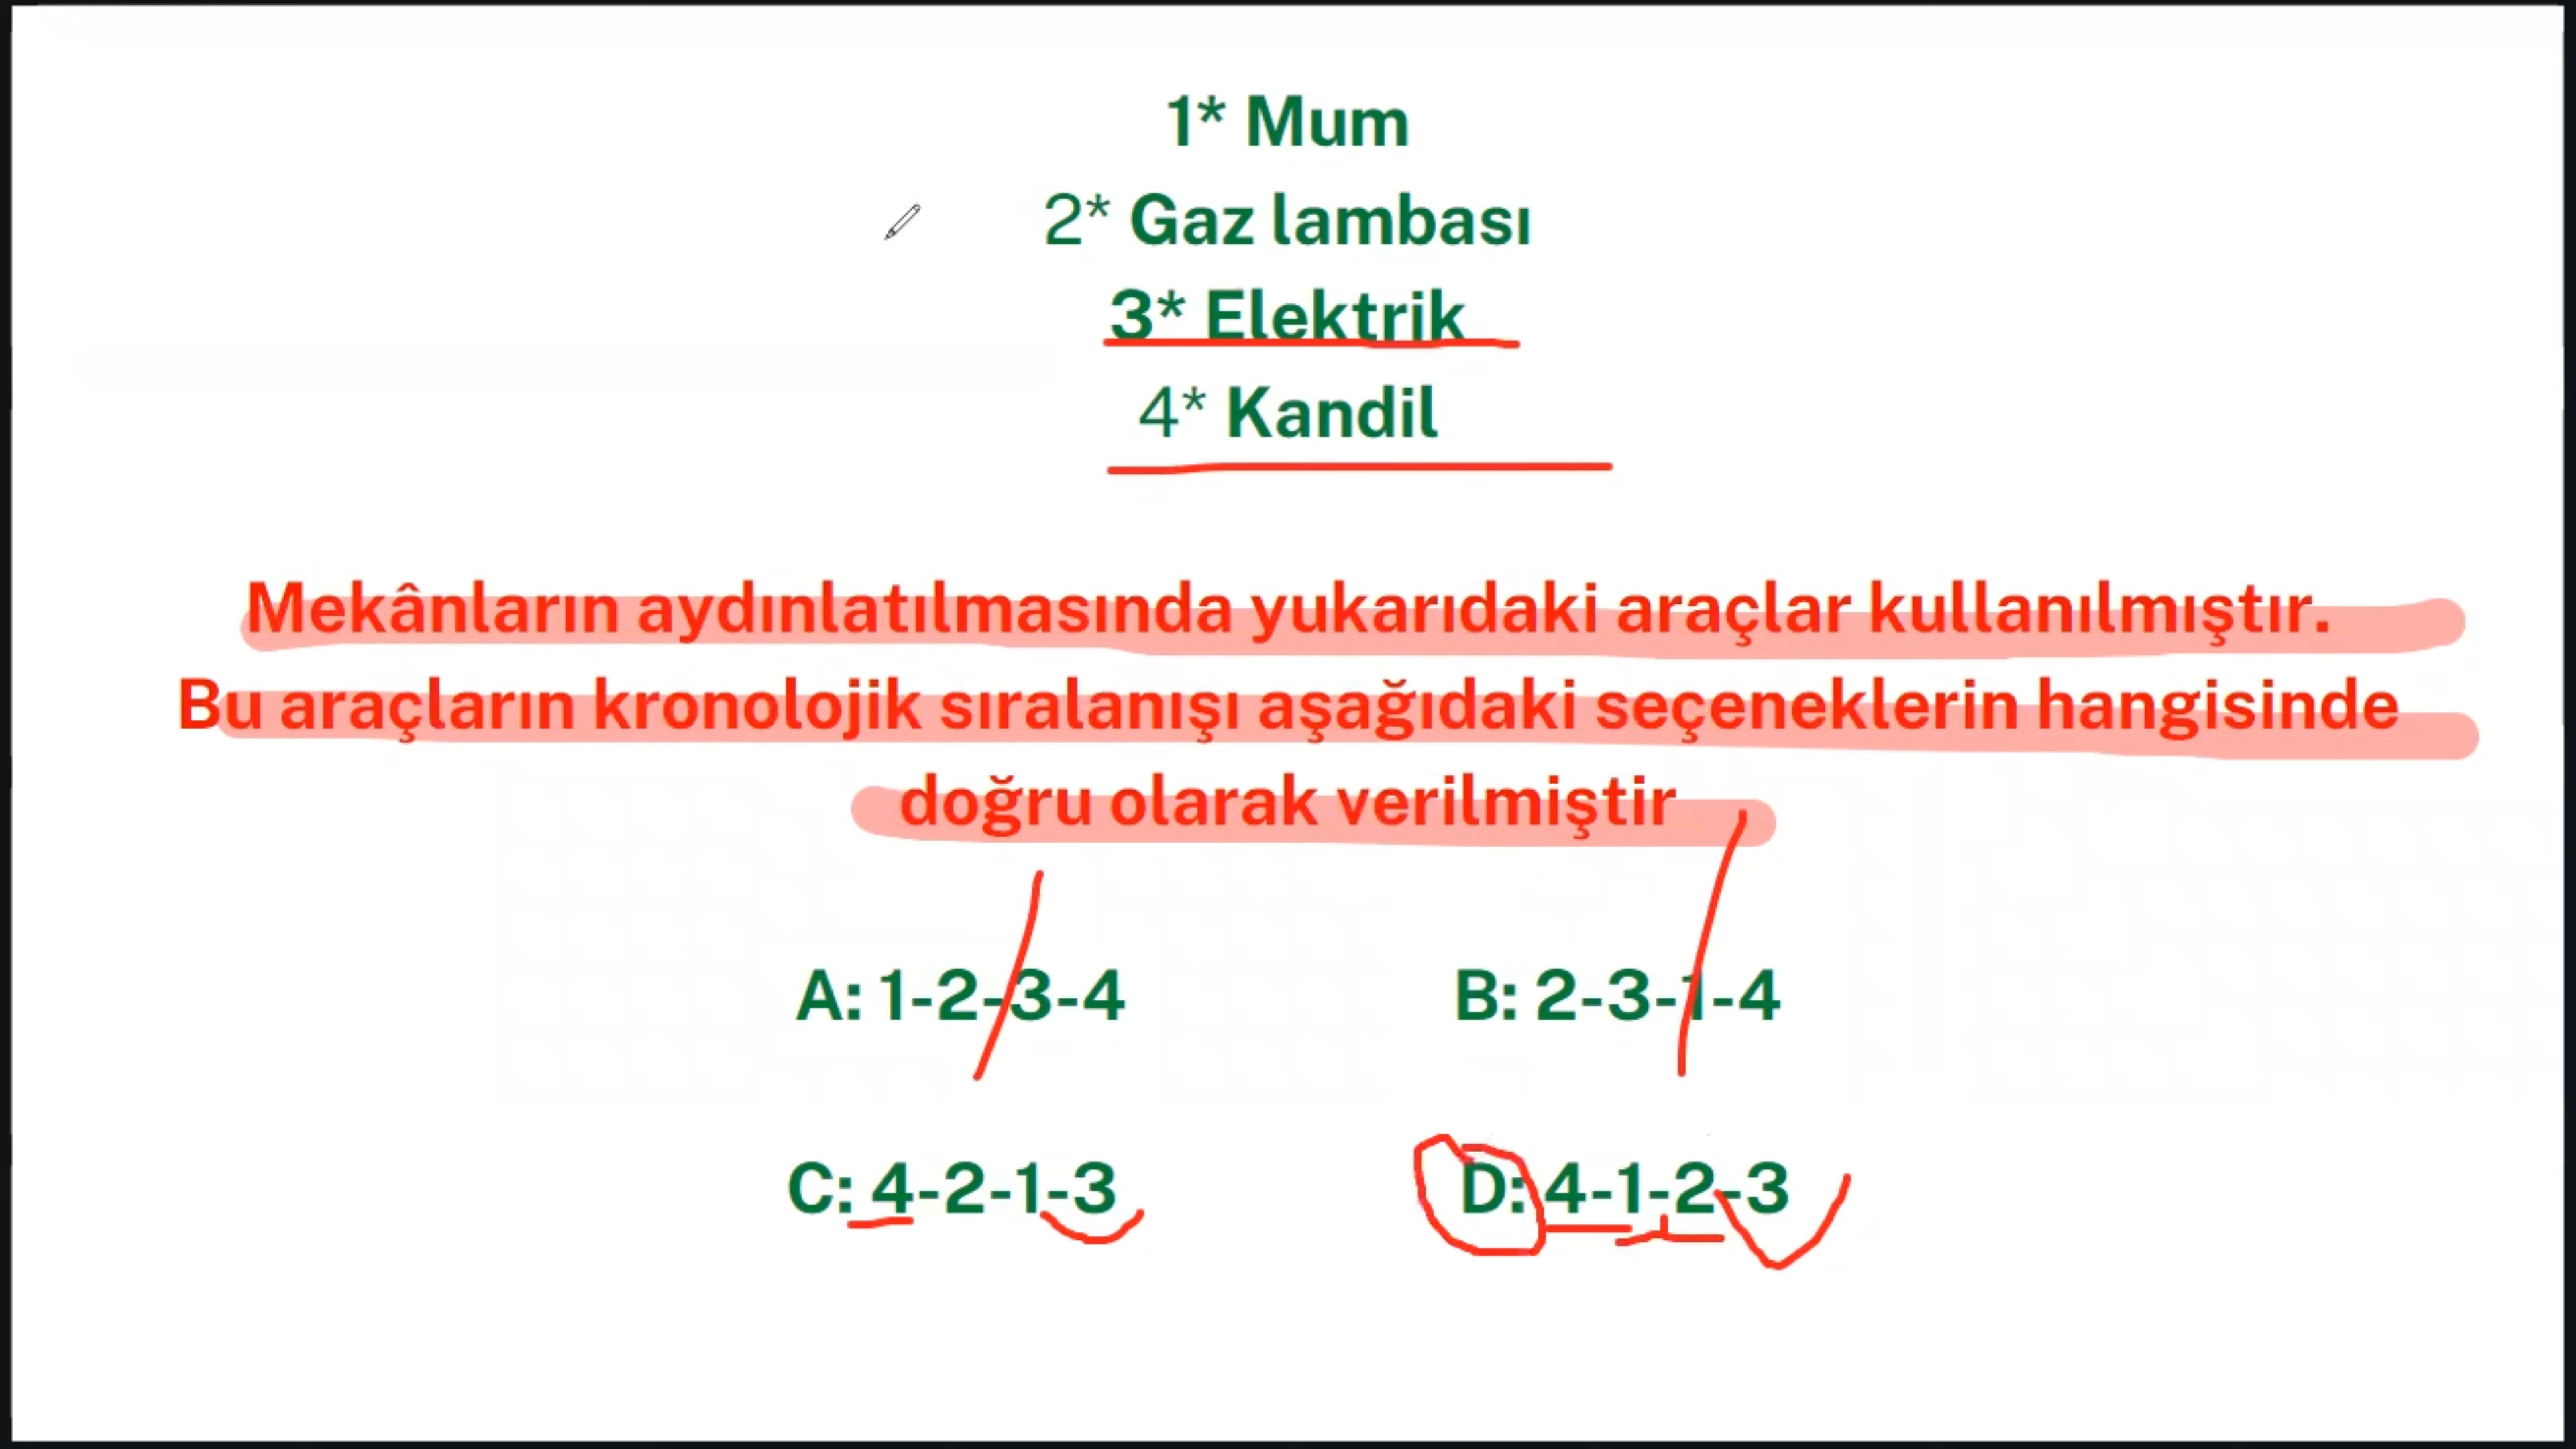 1* Mum
2* Gaz lambası
3* Elektrik
4* Kandil
Mekânların aydınlatılmasında yukarıdaki araçlar kullanılmıştır.
Bu araçların kronolojik sıralanışı aşağıdaki seçeneklerin hangisinde
doğru olarak verilmiştir
A: 1-2-3-4
B: 2-3-1-4
C: 4-2-1-3
D: 4-1-2-3